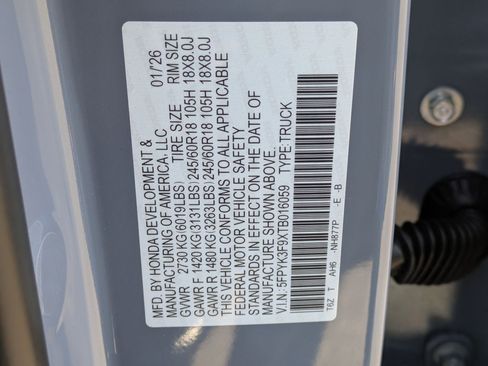 MFD. BY HONDA DEVELOPMENT & 01/26
MANUFACTURING OF AMERICA, LLC
TIRE SIZE RIM SIZE
GVWR 2730 KG(6019LBS)
GAWR F 1420 KG(3131LBS) 245/60R18 105H 18X8.0J
GAWR R 1480 KG(3263LBS) 245/60R18 105H 18X8.0J
THIS VEHICLE CONFORMS TO ALL APPLICABLE
FEDERAL MOTOR VEHICLE SAFETY
STANDARDS IN EFFECT ON THE DATE OF
MANUFACTURE SHOWN ABOVE.
V.I.N.: 5FPYK3F9XTB016059 TYPE:TRUCK
T6Z T AH6 NH877P -E -B